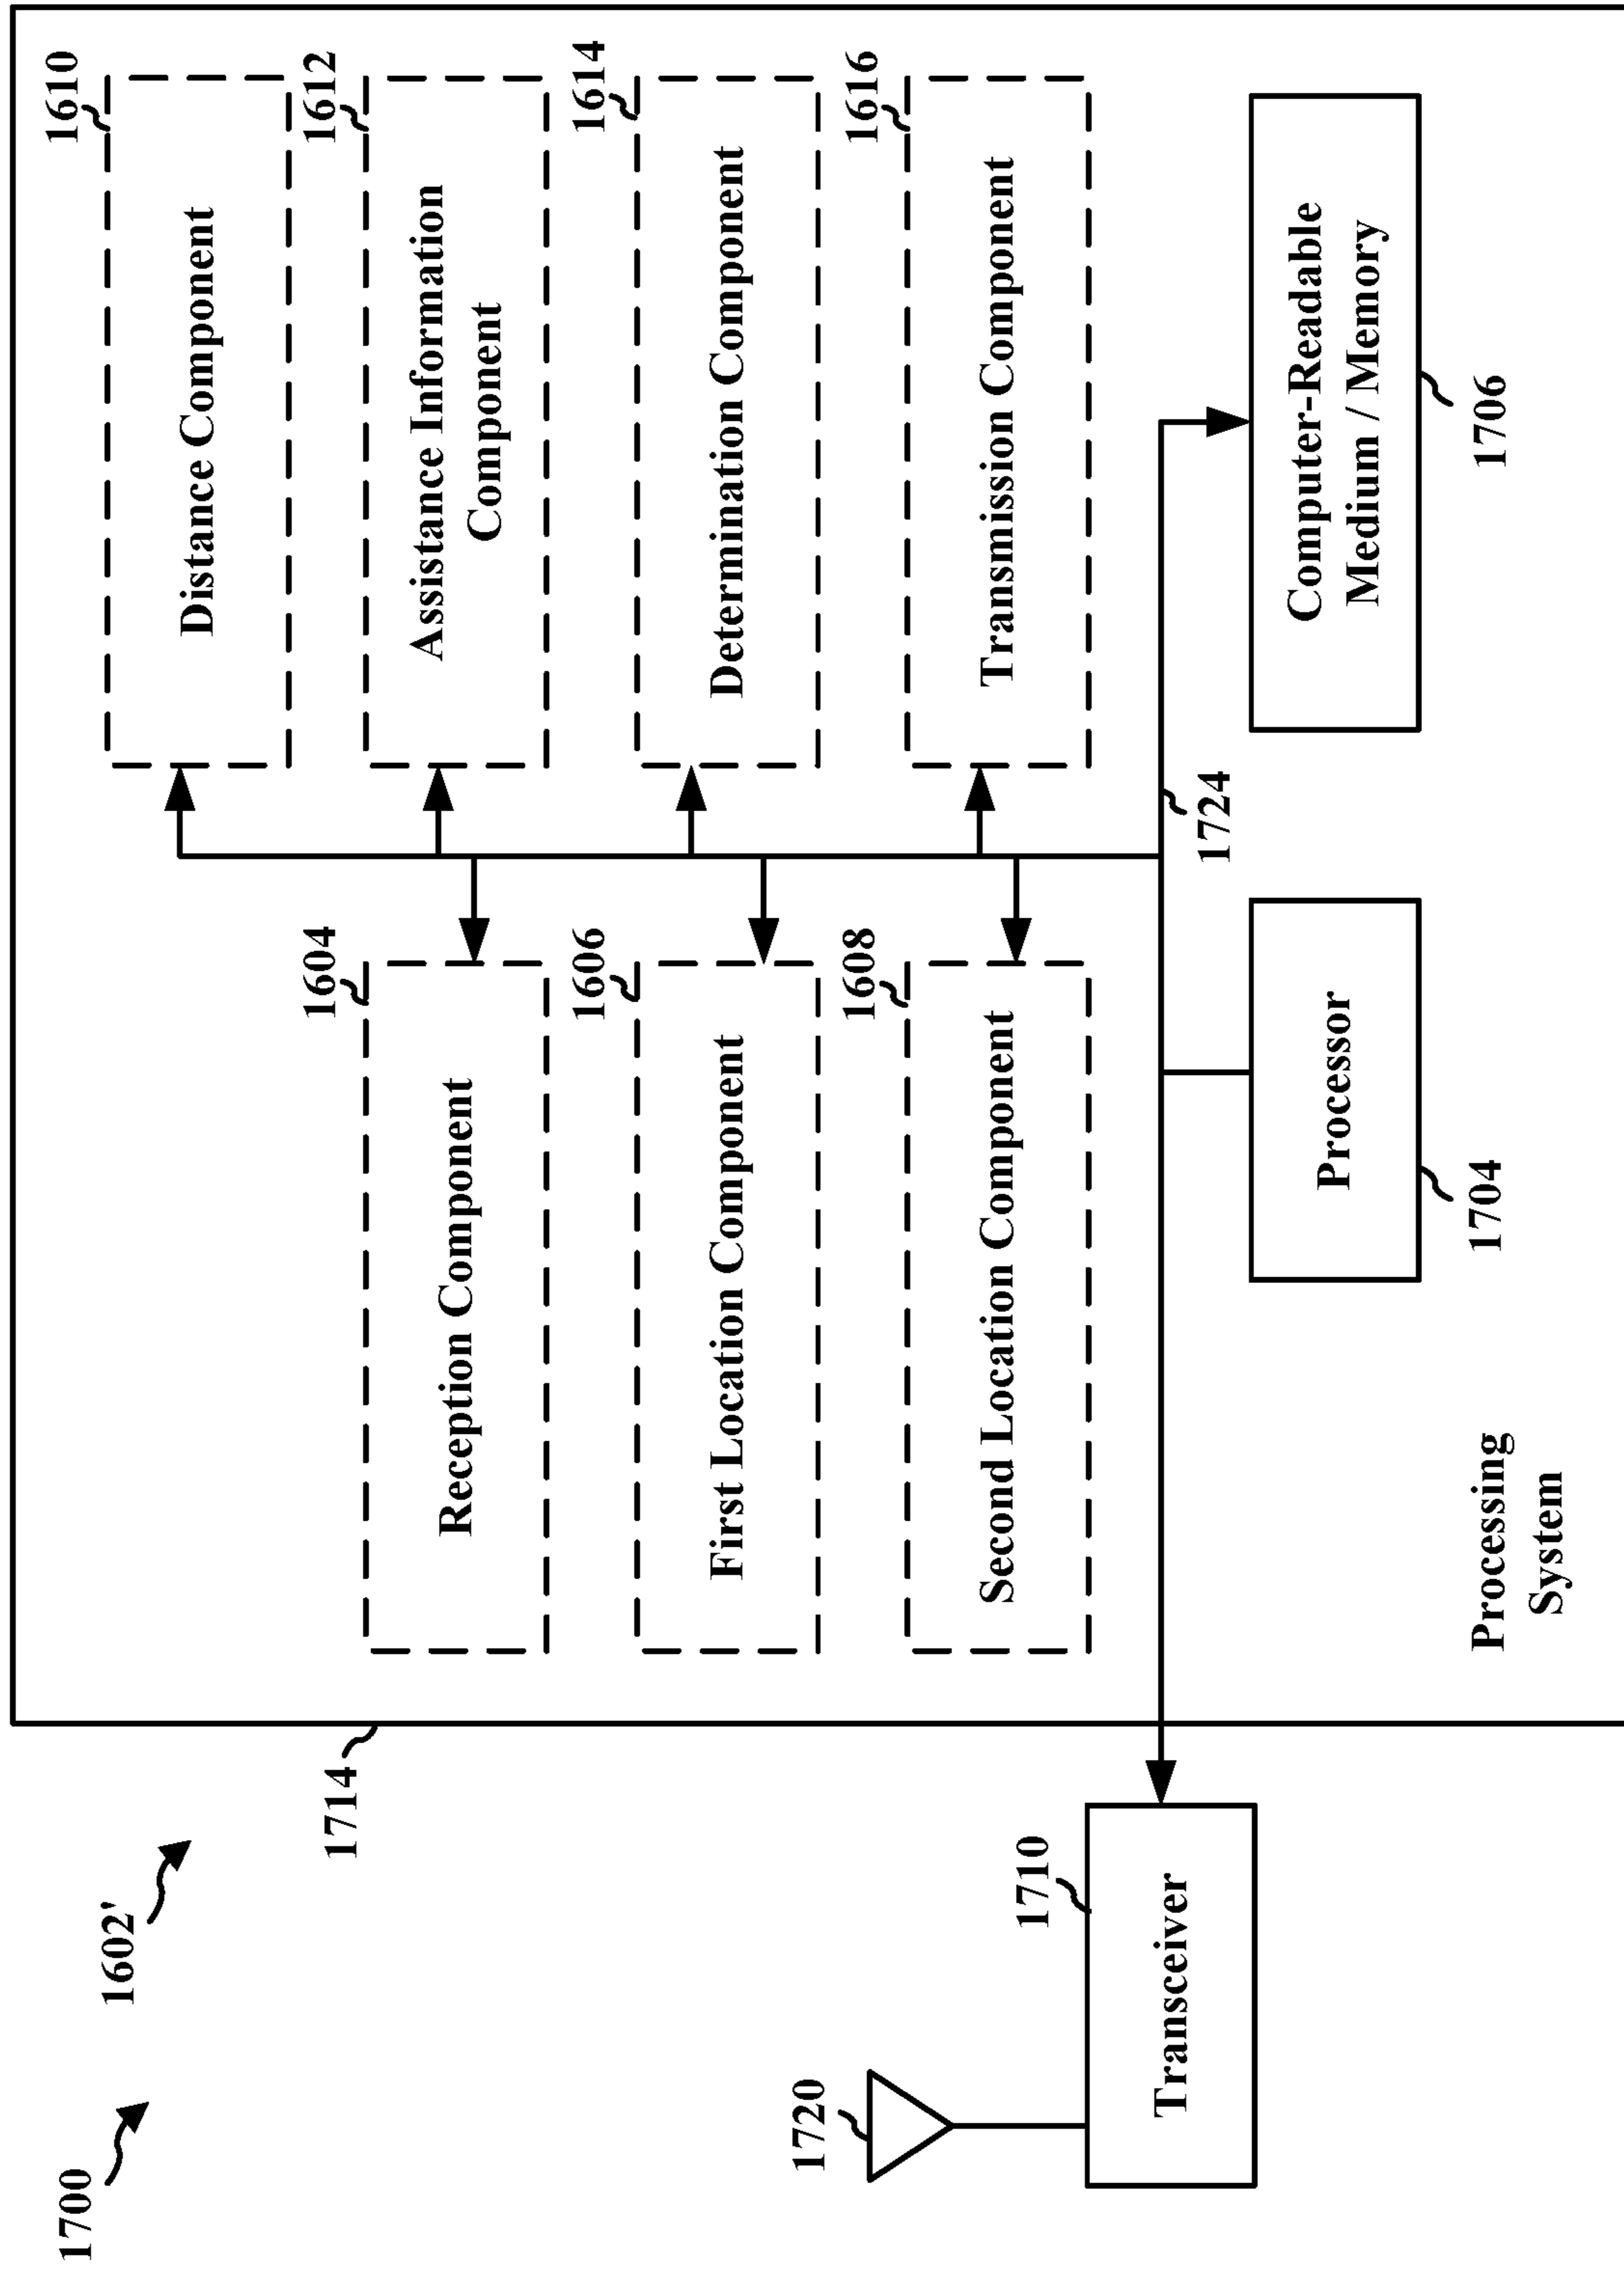 1700
1602'
1714
1610
Distance Component
1604
Reception Component
1612
Assistance Information
Component
1606
First Location Component
1614
Determination Component
1608
Second Location Component
1616
Transmission Component
1720
1710
Transceiver
1724
Processor
1704
Computer-Readable
Medium / Memory
1706
Processing
System